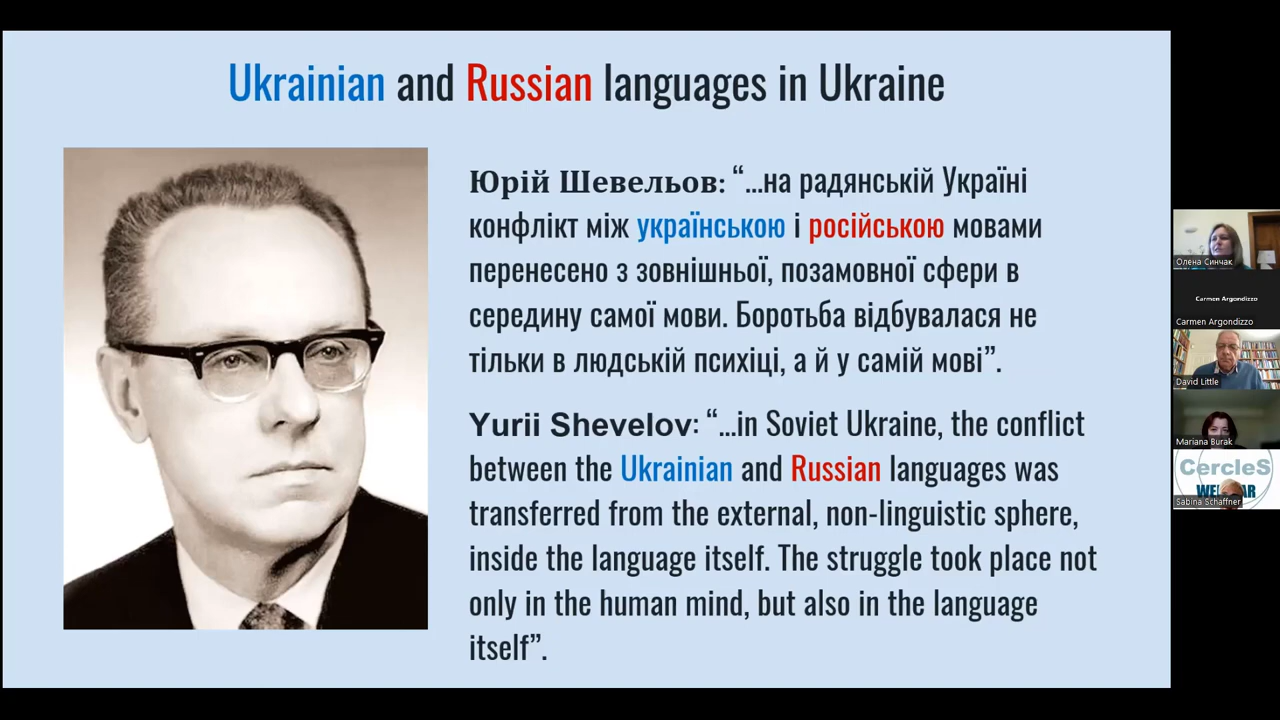 Ukrainian and Russian languages in Ukraine
Юрій Шевельов: “...на радянській Україні
конфлікт між українською і російською мовами
перенесено з зовнішньої, позамовної сфери в
середину самої мови. Боротьба відбувалася не
тільки в людській психіці, а й у самій мові”.
Yurii Shevelov: “...in Soviet Ukraine, the conflict
between the Ukrainian and Russian languages was
transferred from the external, non-linguistic sphere,
inside the language itself. The struggle took place not
only in the human mind, but also in the language
itself”.
Олена Синчак
Carmen Argondizzo
Carmen Argondizzo
David Little
Mariana Burak
CercleS
Sabina Schaffner